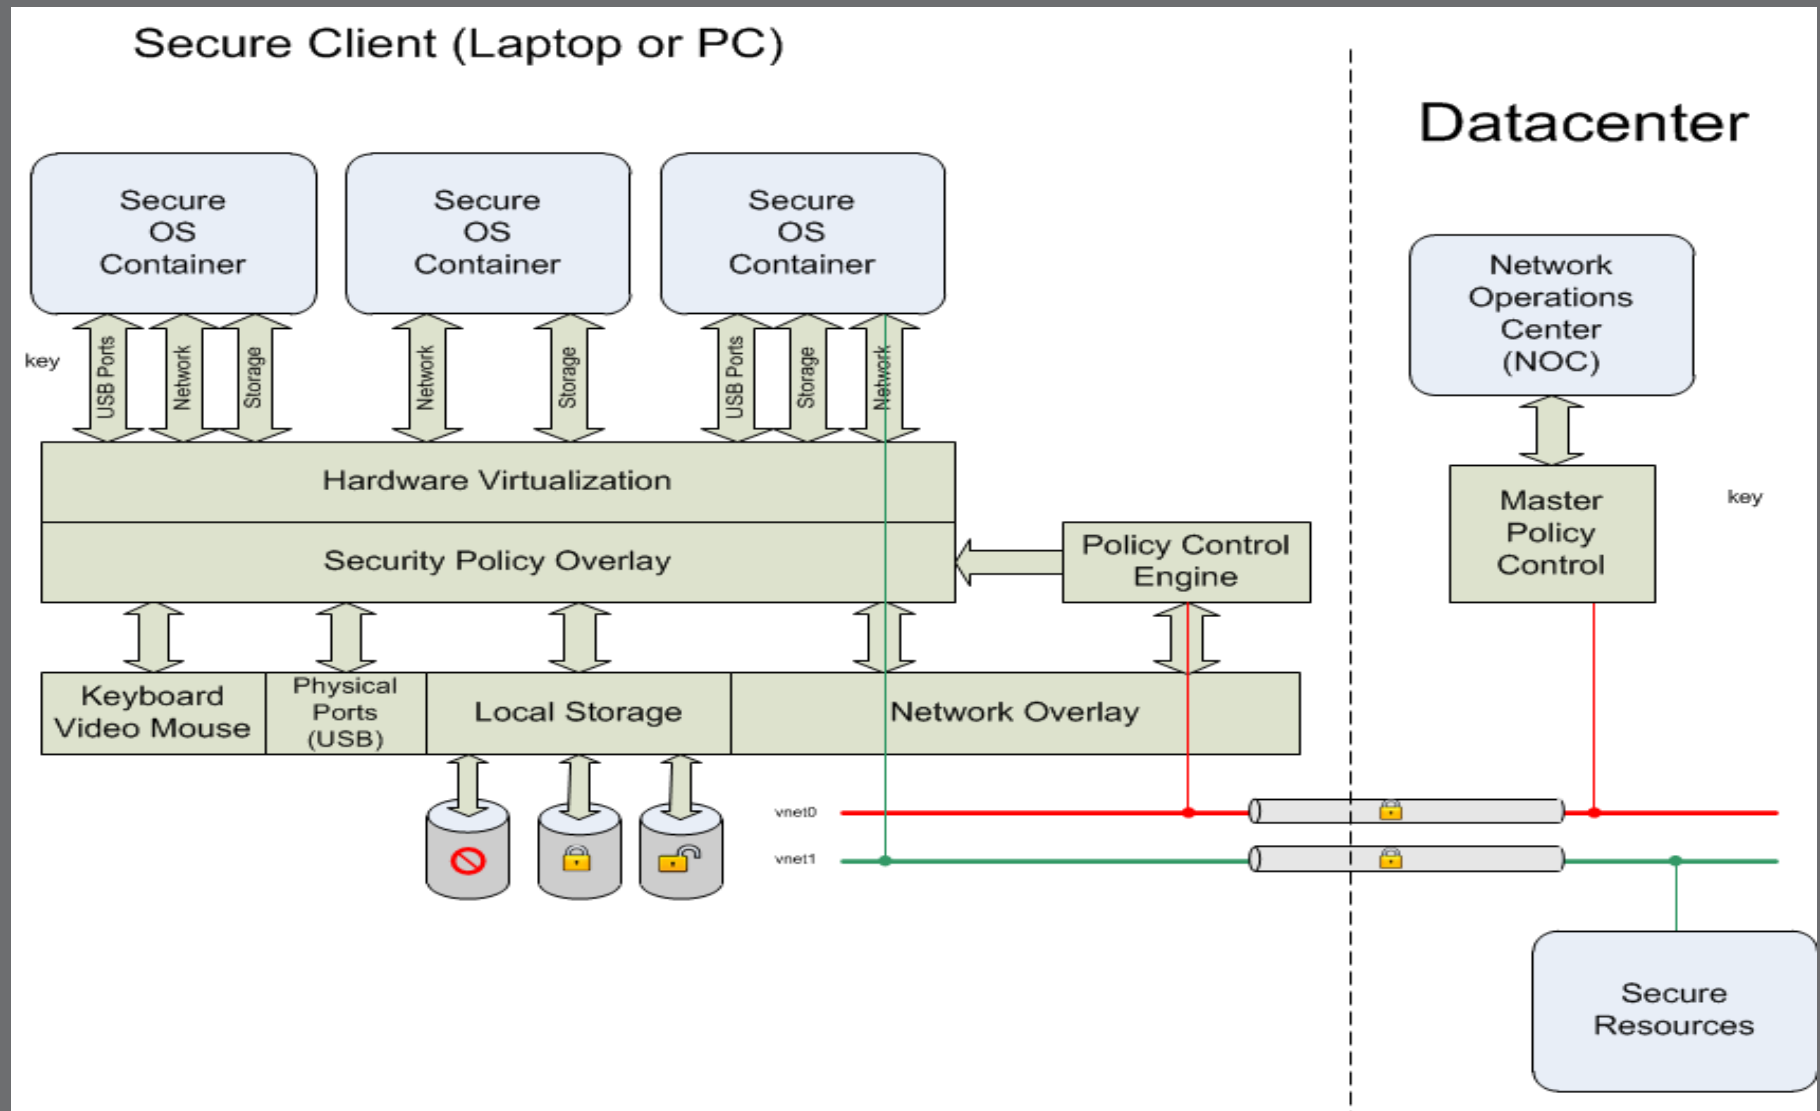 Secure Client (Laptop or PC)
Datacenter
Secure
OS
Container
Secure
OS
Container
Secure
OS
Container
Network
Operations
Center
(NOC)
key
USB Ports
Network
Storage
Network
Storage
USB Ports
Storage
Network
Hardware Virtualization
Security Policy Overlay
Policy Control
Engine
Master
Policy
Control
key
Keyboard
Video Mouse
Physical
Ports
(USB)
Local Storage
Network Overlay
vnet0
vnet1
Secure
Resources